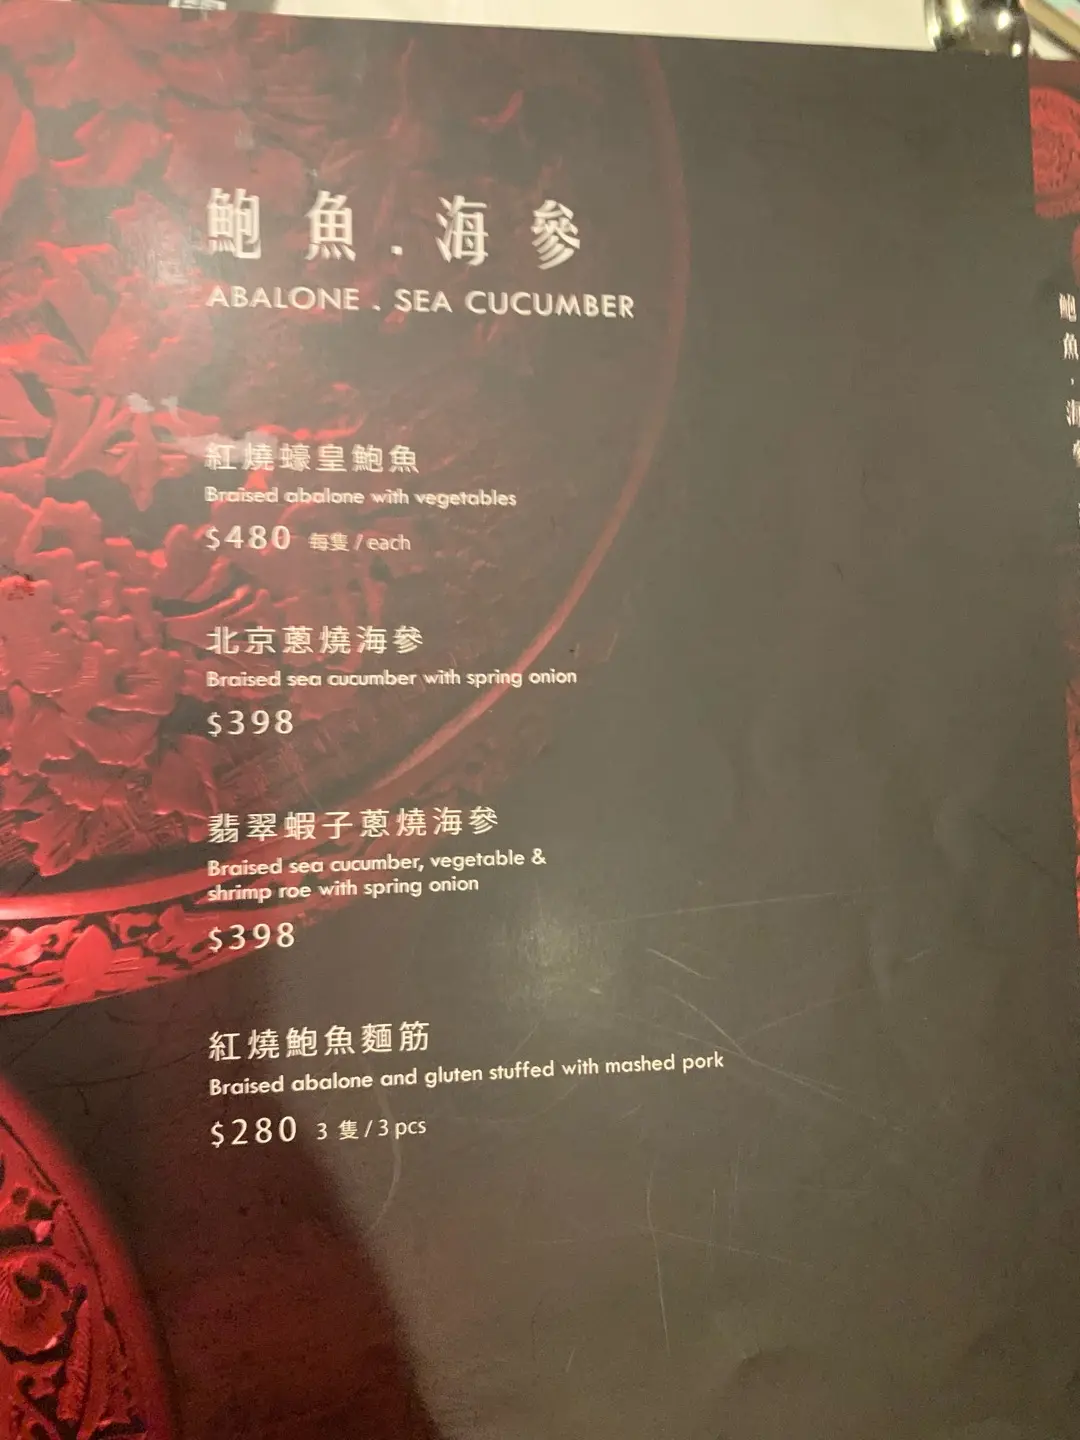 鮑魚.海參
ABALONE . SEA CUCUMBER
紅燒蠔皇鮑魚
Braised abalone with vegetables
$480 每隻 / each
北京蔥燒海參
Braised sea cucumber with spring onion
$398
翡翠蝦子蔥燒海參
Braised sea cucumber, vegetable &
shrimp roe with spring onion
$398
紅燒鮑魚麵筋
Braised abalone and gluten stuffed with mashed pork
$280 3 隻 / 3 pcs
鮑魚.海